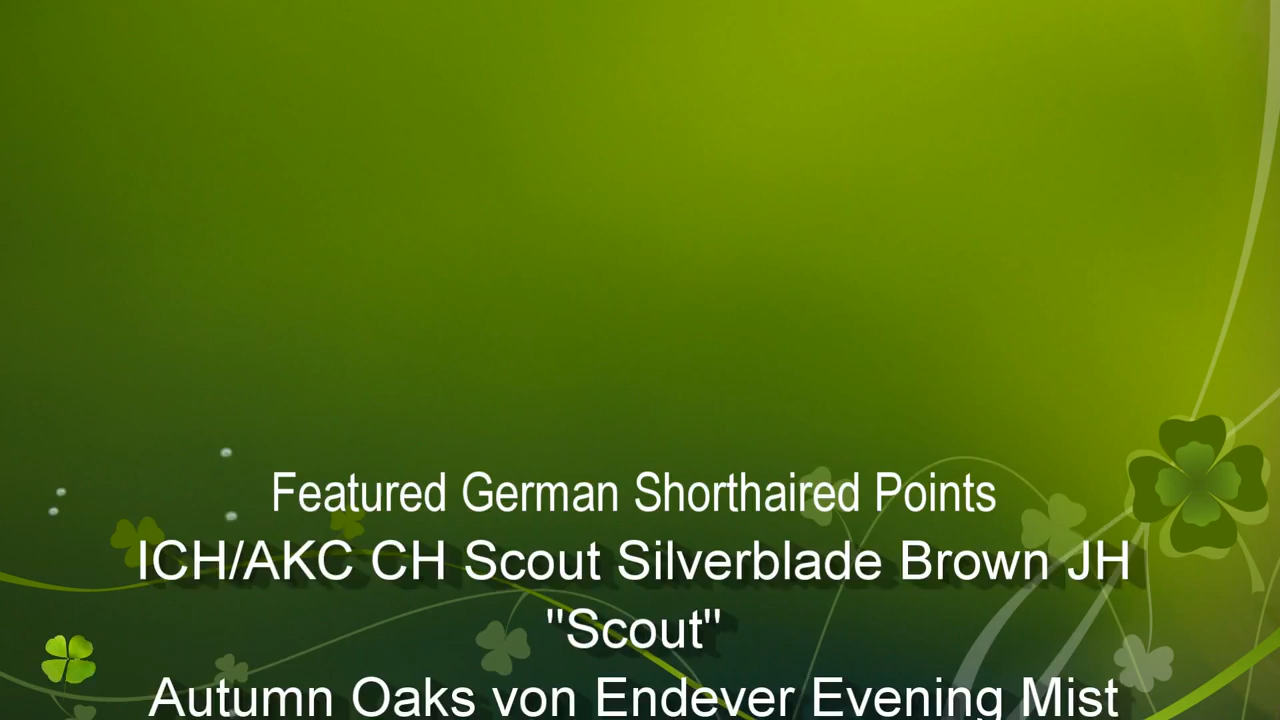 Featured German Shorthaired Points
ICH/AKC CH Scout Silverblade Brown JH
"Scout"
Autumn Oaks von Endever Evening Mist